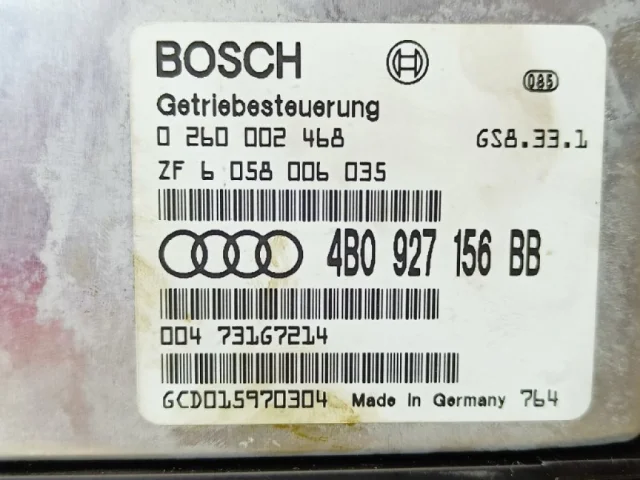 BOSCH
085
Getriebesteuerung
0 260 002 468 GS8.33.1
ZF 6 058 006 035
4B0 927 156 BB
004 73167214
GCD015970304 Made In Germany 764